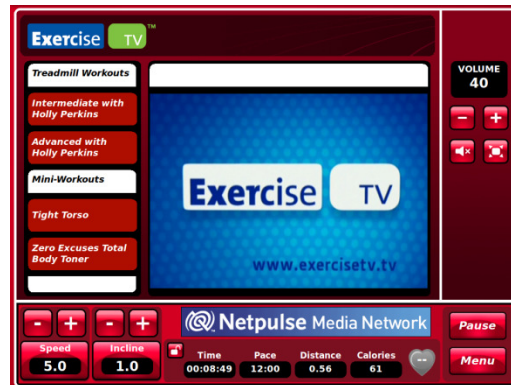 Exercise TV™
Treadmill Workouts
Intermediate with
Holly Perkins
Advanced with
Holly Perkins
Mini-Workouts
Tight Torso
Zero Excuses Total
Body Toner
Exercise TV
www.exercisetv.tv
VOLUME
40
- +
- + - +
Speed
5.0
Incline
1.0
Netpulse Media Network
Time Pace Distance Calories
00:08:49 12:00 0.56 61
--
Pause
Menu